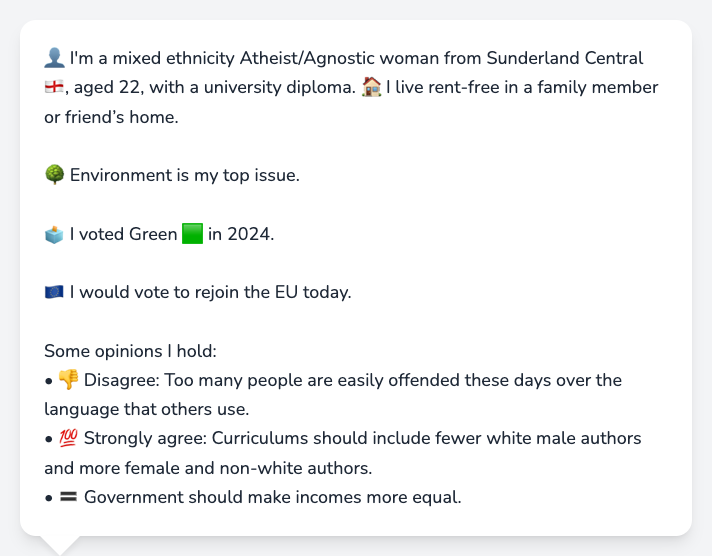 👤 I'm a mixed ethnicity Atheist/Agnostic woman from Sunderland Central
🏴󠁧󠁢󠁥󠁮󠁧󠁿, aged 22, with a university diploma. 🏠 I live rent-free in a family member
or friend’s home.
🌳 Environment is my top issue.
🗳️ I voted Green 🟩 in 2024.
🇪🇺 I would vote to rejoin the EU today.
Some opinions I hold:
• 👎 Disagree: Too many people are easily offended these days over the
language that others use.
• 💯 Strongly agree: Curriculums should include fewer white male authors
and more female and non-white authors.
• 🟰 Government should make incomes more equal.